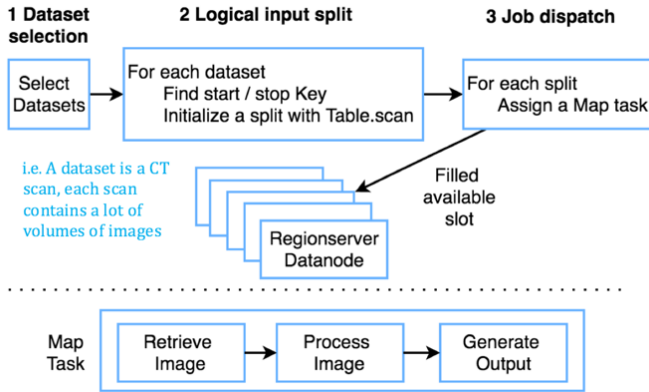 1 Dataset
selection
2 Logical input split
3 Job dispatch
Select
Datasets
For each dataset
Find start / stop Key
Initialize a split with Table.scan
For each split
Assign a Map task
i.e. A dataset is a CT
scan, each scan
contains a lot of
volumes of images
Filled
available
slot
Regionserver
Datanode
Map
Task
Retrieve
Image
Process
Image
Generate
Output